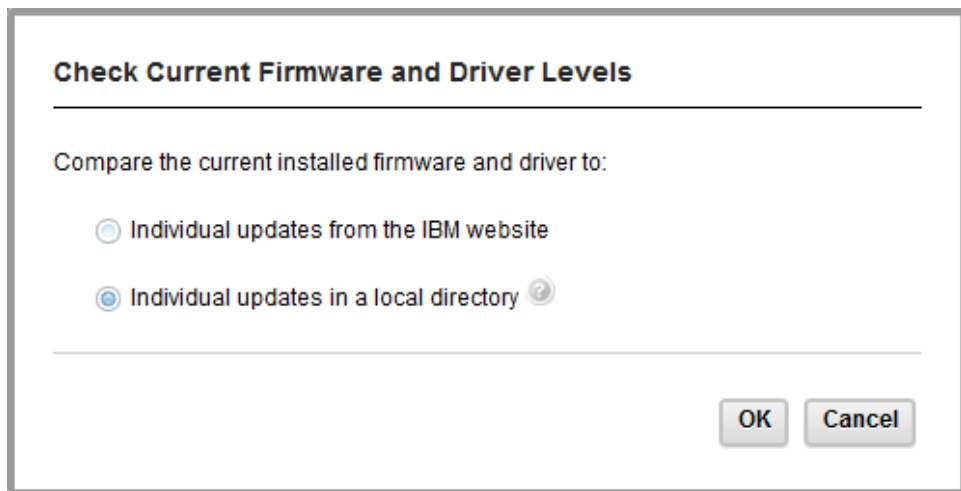 Check Current Firmware and Driver Levels
Compare the current installed firmware and driver to:
Individual updates from the IBM website
Individual updates in a local directory ?
OK Cancel